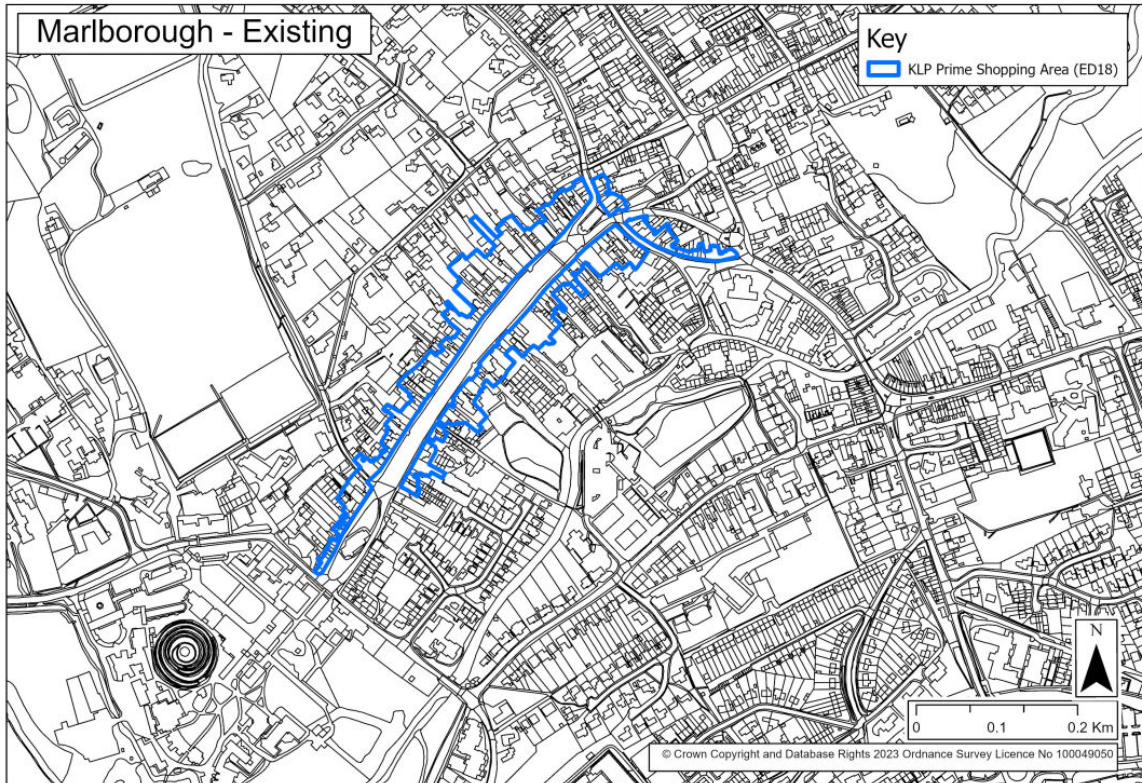 Marlborough - Existing
Key
KLP Prime Shopping Area (ED18)
N
0 0.1 0.2 Km
© Crown Copyright and Database Rights 2023 Ordnance Survey Licence No 100049050